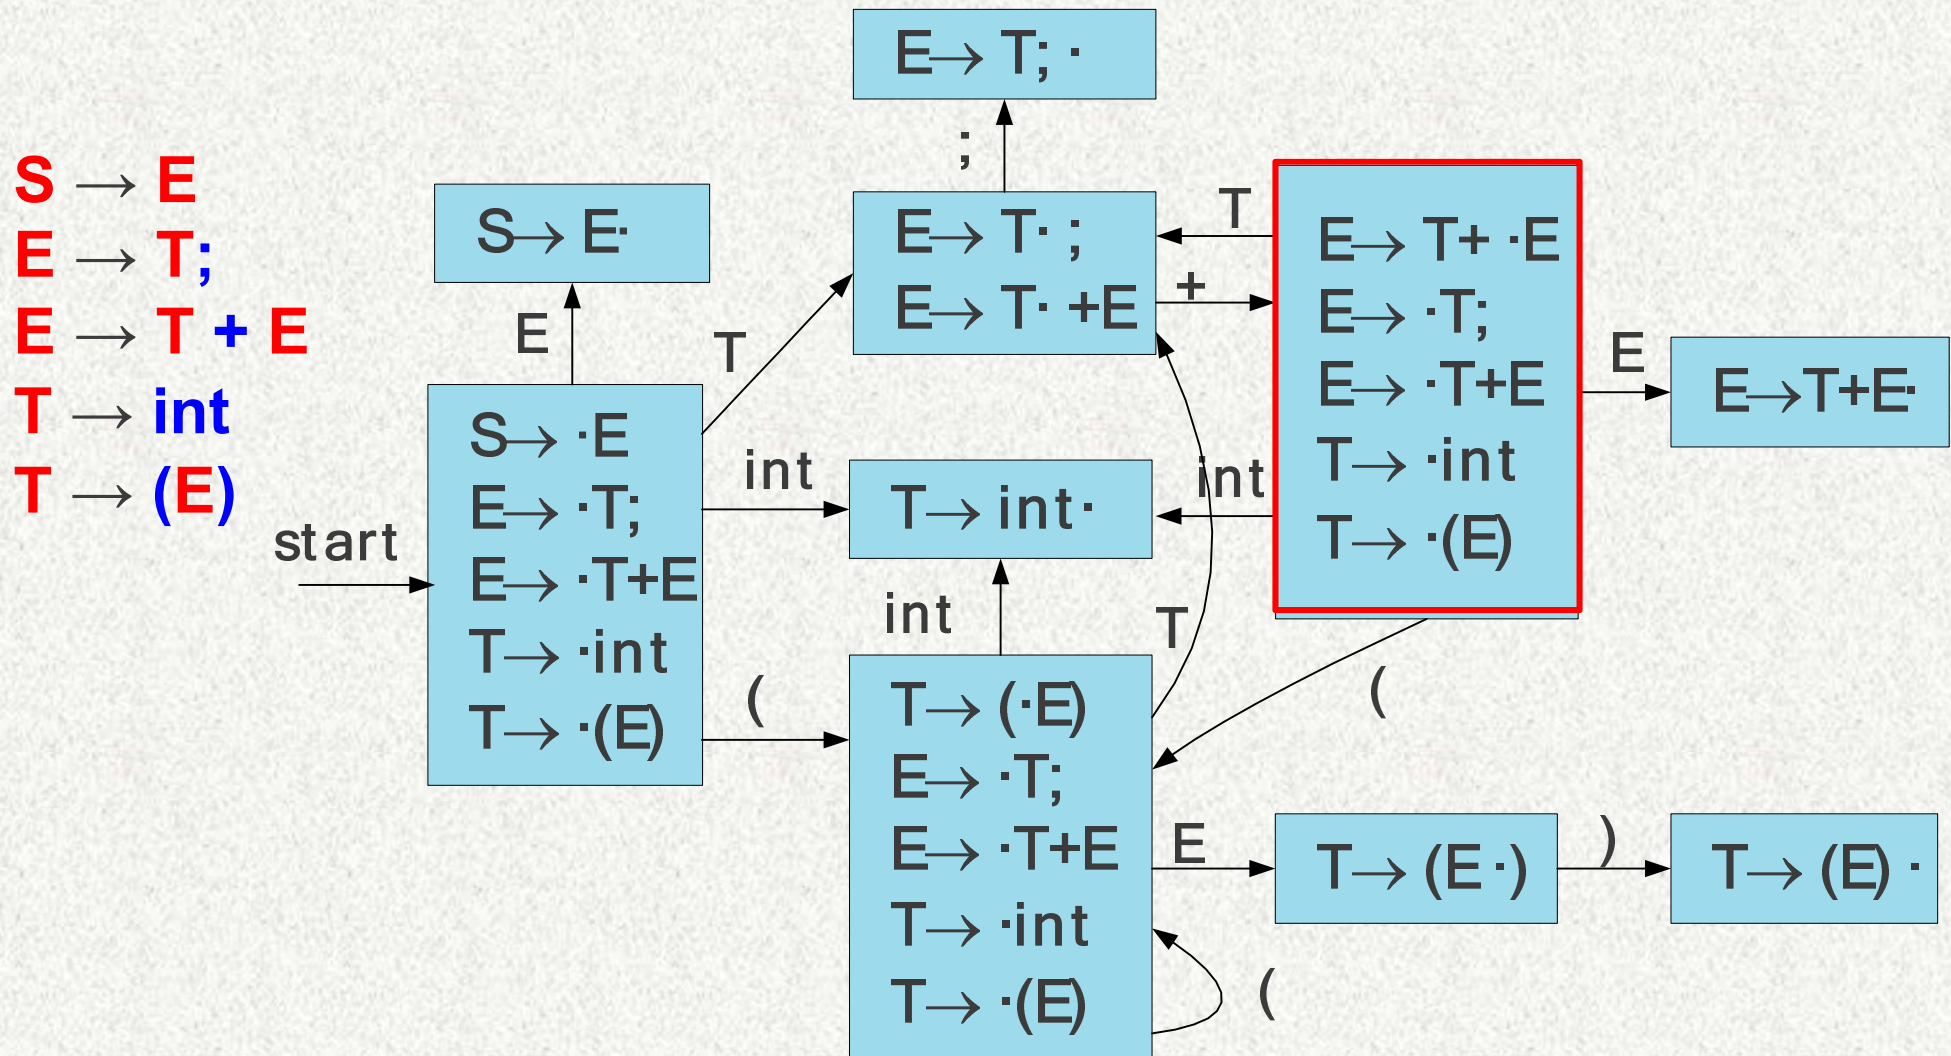 S → E
E → T;
E → T + E
T → int
T → (E)
start
S→ ·E
E→ ·T;
E→ ·T+E
T→ ·int
T→ ·(E)
E
S→ E·
T
int
(
E→ T; ·
;
E→ T· ;
E→ T· +E
T
+
T→ int ·
int
int
T
E→ T+ ·E
E→ ·T;
E→ ·T+E
T→ ·int
T→ ·(E)
E
E→T+E·
(
T→ (·E)
E→ ·T;
E→ ·T+E
T→ ·int
T→ ·(E)
E
T→ (E ·)
)
T→ (E) ·
(